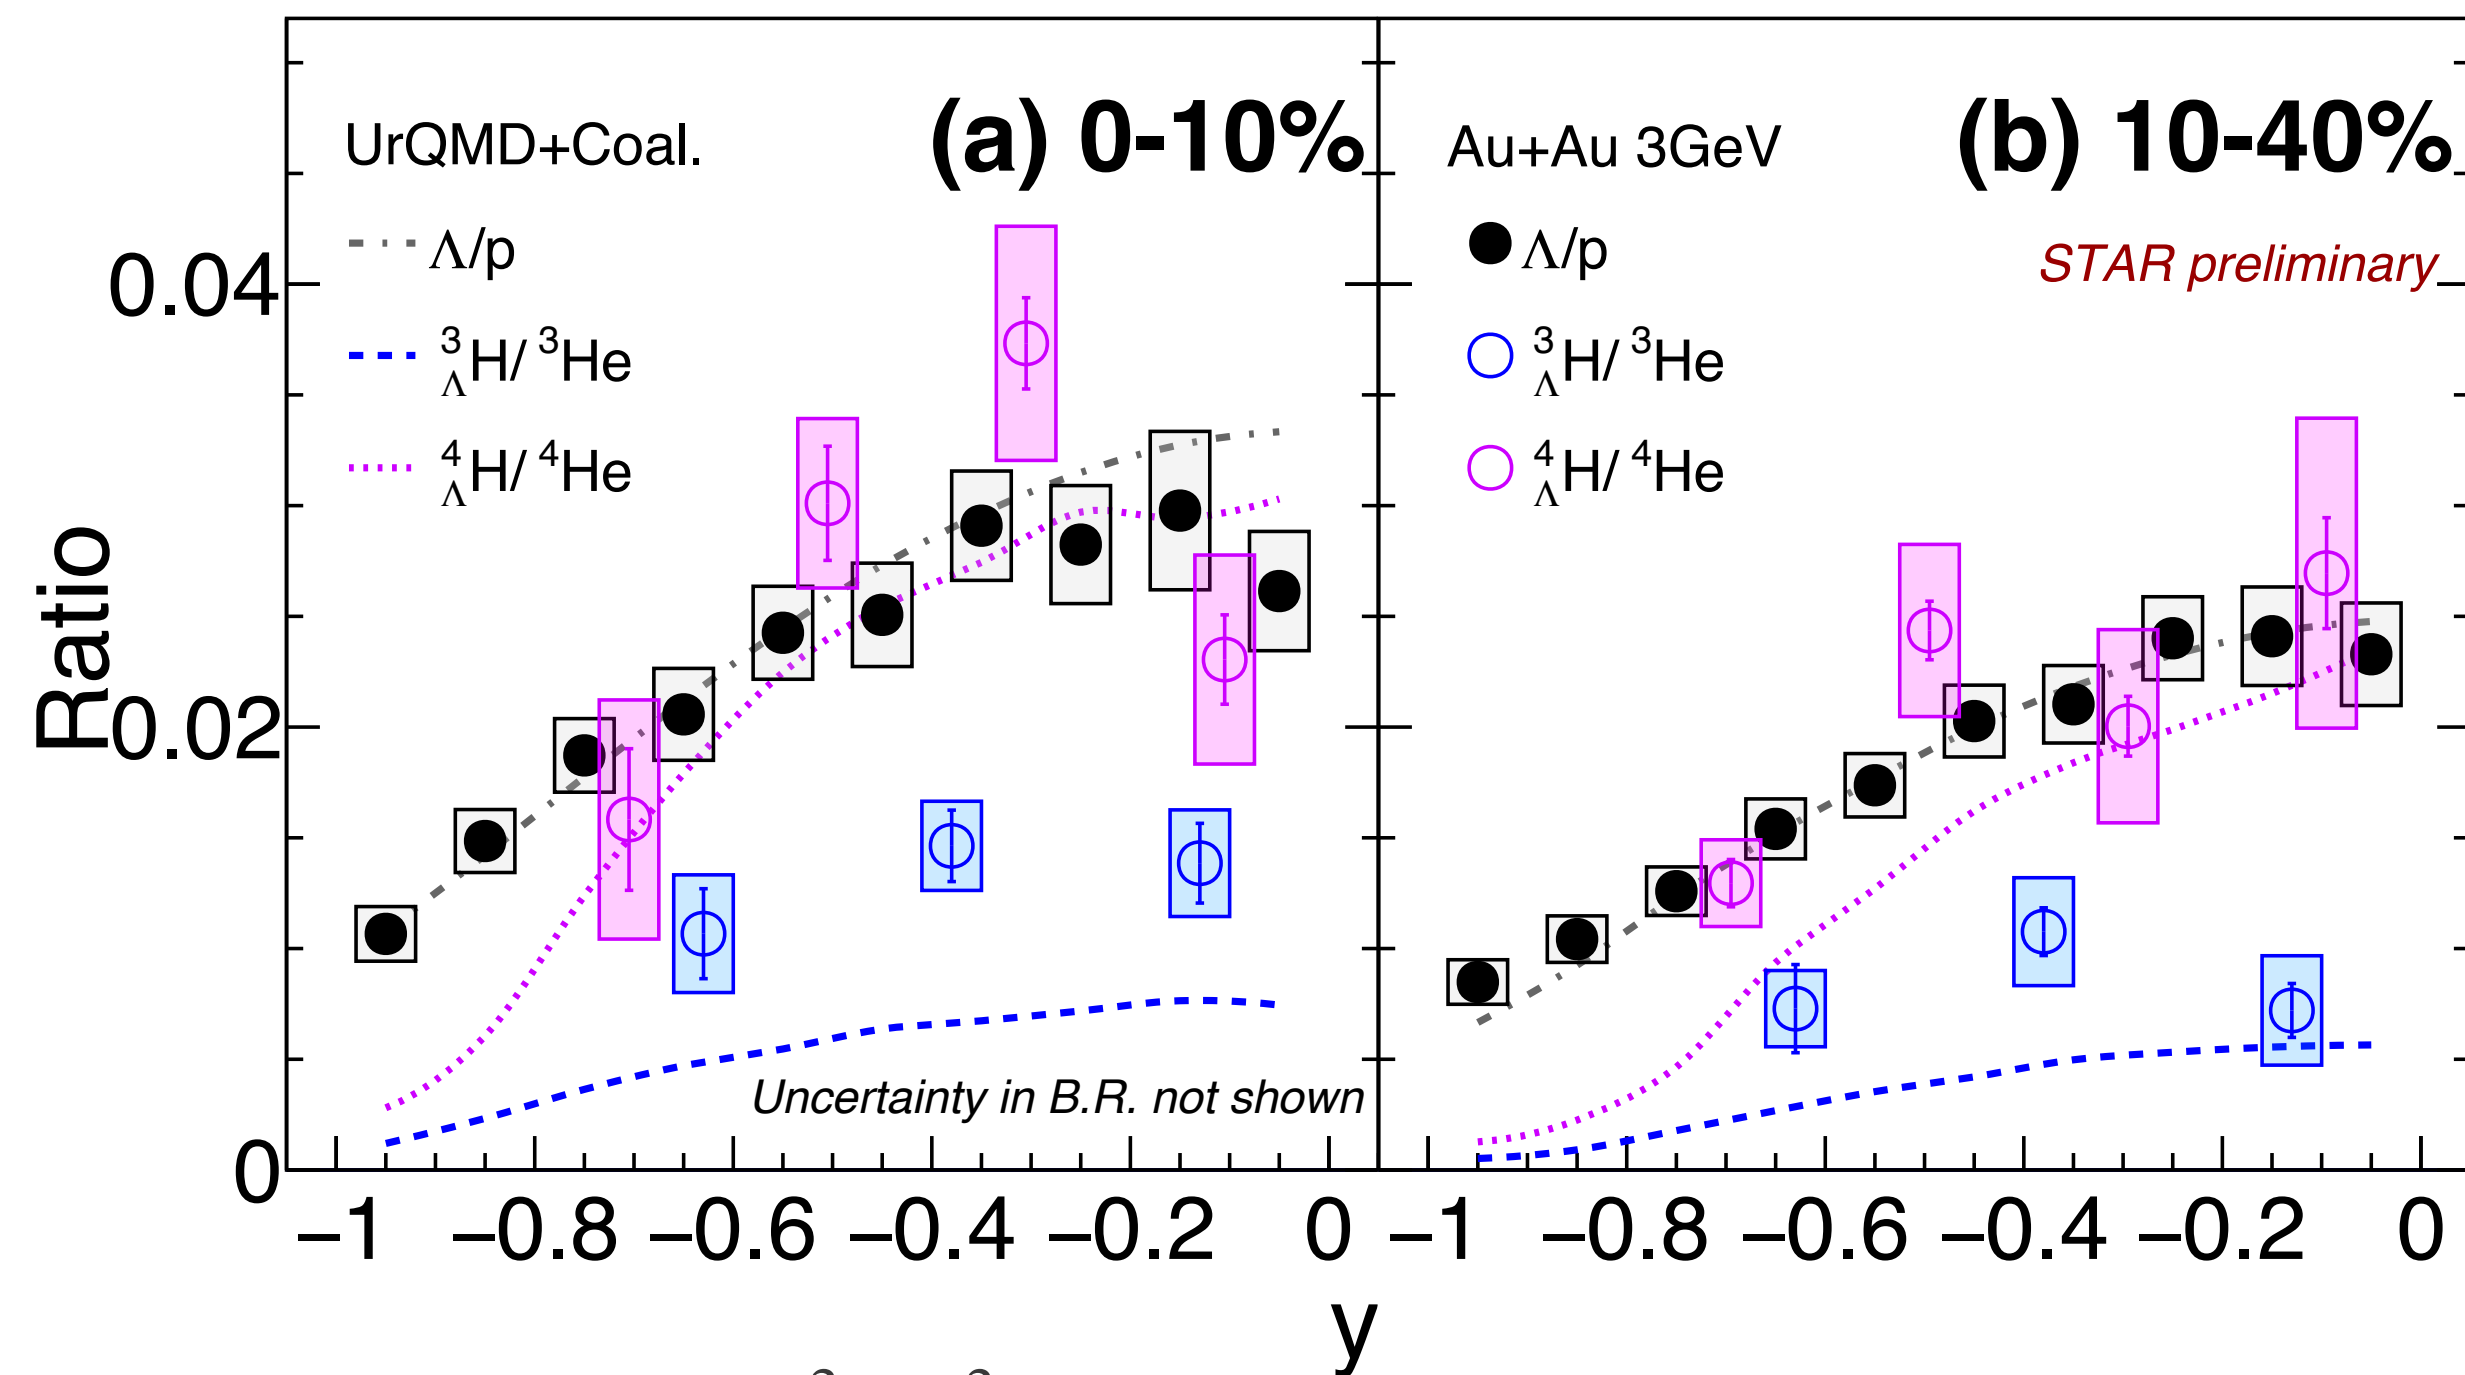 UrQMD+Coal.
(a) 0-10%
Λ/p
³ΛH/ ³He
⁴ΛH/ ⁴He
Au+Au 3GeV
(b) 10-40%
STAR preliminary
Λ/p
³ΛH/ ³He
⁴ΛH/ ⁴He
Uncertainty in B.R. not shown
Ratio
0.04
0.02
0
−1 −0.8 −0.6 −0.4 −0.2 0
−1 −0.8 −0.6 −0.4 −0.2 0
y